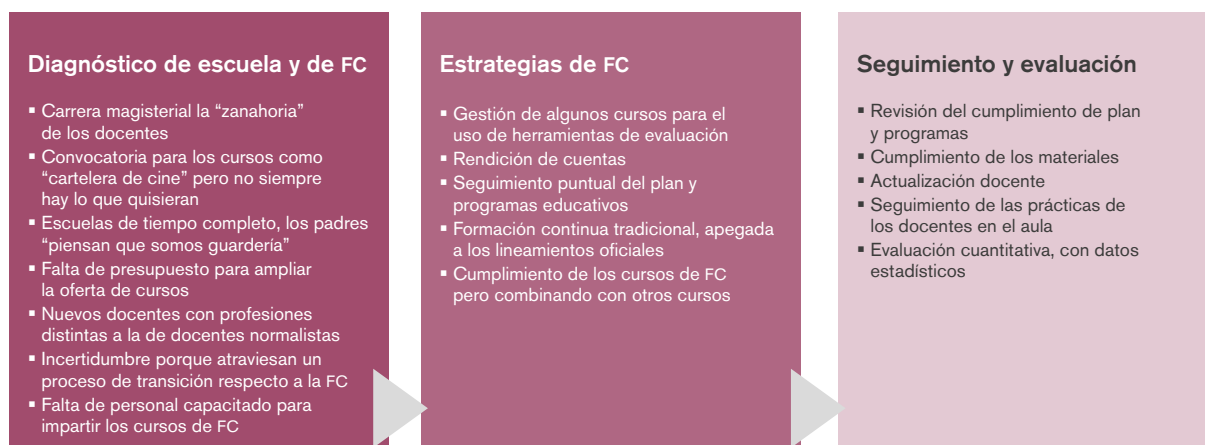 Diagnóstico de escuela y de FC
▪ Carrera magisterial la “zanahoria”
de los docentes
▪ Convocatoria para los cursos como
“cartelera de cine” pero no siempre
hay lo que quisieran
▪ Escuelas de tiempo completo, los padres
“piensan que somos guardería”
▪ Falta de presupuesto para ampliar
la oferta de cursos
▪ Nuevos docentes con profesiones
distintas a la de docentes normalistas
▪ Incertidumbre porque atraviesan un
proceso de transición respecto a la FC
▪ Falta de personal capacitado para
impartir los cursos de FC
Estrategias de FC
▪ Gestión de algunos cursos para el
uso de herramientas de evaluación
▪ Rendición de cuentas
▪ Seguimiento puntual del plan y
programas educativos
▪ Formación continua tradicional, apegada
a los lineamientos oficiales
▪ Cumplimiento de los cursos de FC
pero combinando con otros cursos
Seguimiento y evaluación
▪ Revisión del cumplimiento de plan
y programas
▪ Cumplimiento de los materiales
▪ Actualización docente
▪ Seguimiento de las prácticas de
los docentes en el aula
▪ Evaluación cuantitativa, con datos
estadísticos